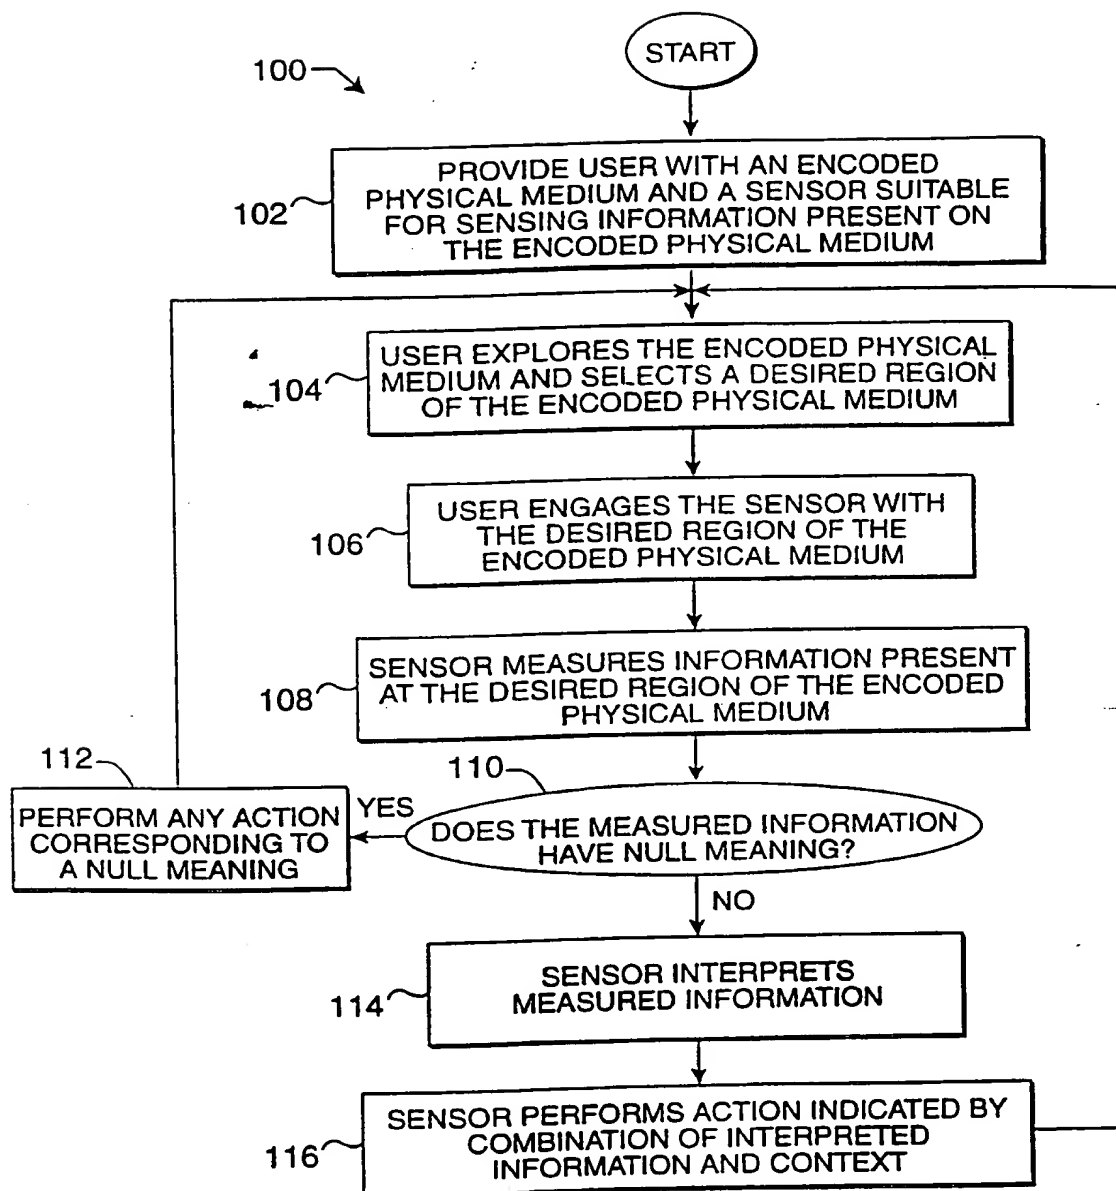 START
100
PROVIDE USER WITH AN ENCODED
PHYSICAL MEDIUM AND A SENSOR SUITABLE
FOR SENSING INFORMATION PRESENT ON
THE ENCODED PHYSICAL MEDIUM
102
USER EXPLORES THE ENCODED PHYSICAL
MEDIUM AND SELECTS A DESIRED REGION
OF THE ENCODED PHYSICAL MEDIUM
104
USER ENGAGES THE SENSOR WITH
THE DESIRED REGION OF THE
ENCODED PHYSICAL MEDIUM
106
SENSOR MEASURES INFORMATION PRESENT
AT THE DESIRED REGION OF THE ENCODED
PHYSICAL MEDIUM
108
110
DOES THE MEASURED INFORMATION
HAVE NULL MEANING?
YES
112
PERFORM ANY ACTION
CORRESPONDING TO
A NULL MEANING
NO
SENSOR INTERPRETS
MEASURED INFORMATION
114
SENSOR PERFORMS ACTION INDICATED BY
COMBINATION OF INTERPRETED
INFORMATION AND CONTEXT
116